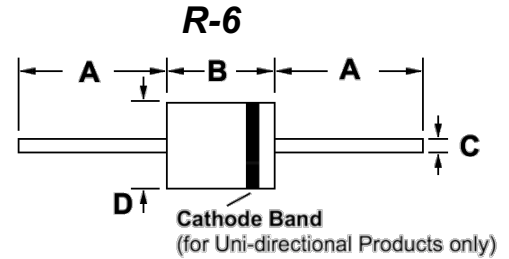 R-6
A B A
C
D
Cathode Band
(for Uni-directional Products only)